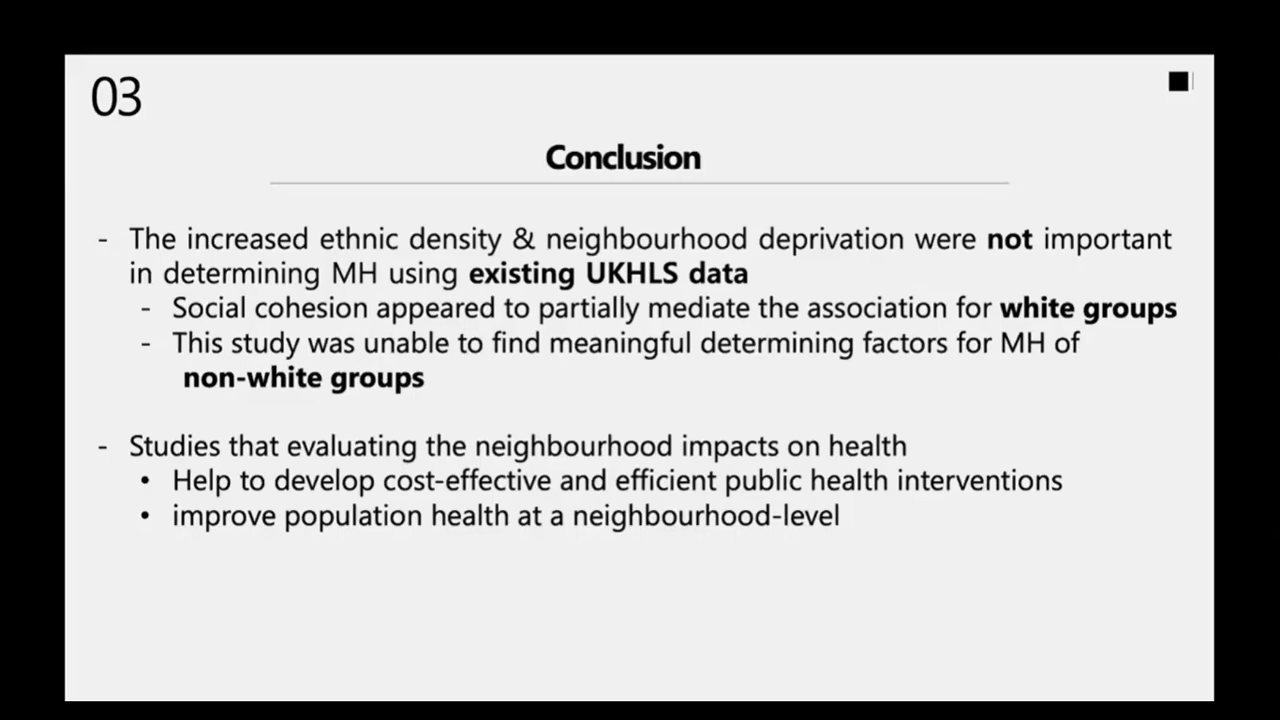 03
Conclusion
- The increased ethnic density & neighbourhood deprivation were not important
in determining MH using existing UKHLS data
- Social cohesion appeared to partially mediate the association for white groups
- This study was unable to find meaningful determining factors for MH of
non-white groups
- Studies that evaluating the neighbourhood impacts on health
• Help to develop cost-effective and efficient public health interventions
• improve population health at a neighbourhood-level